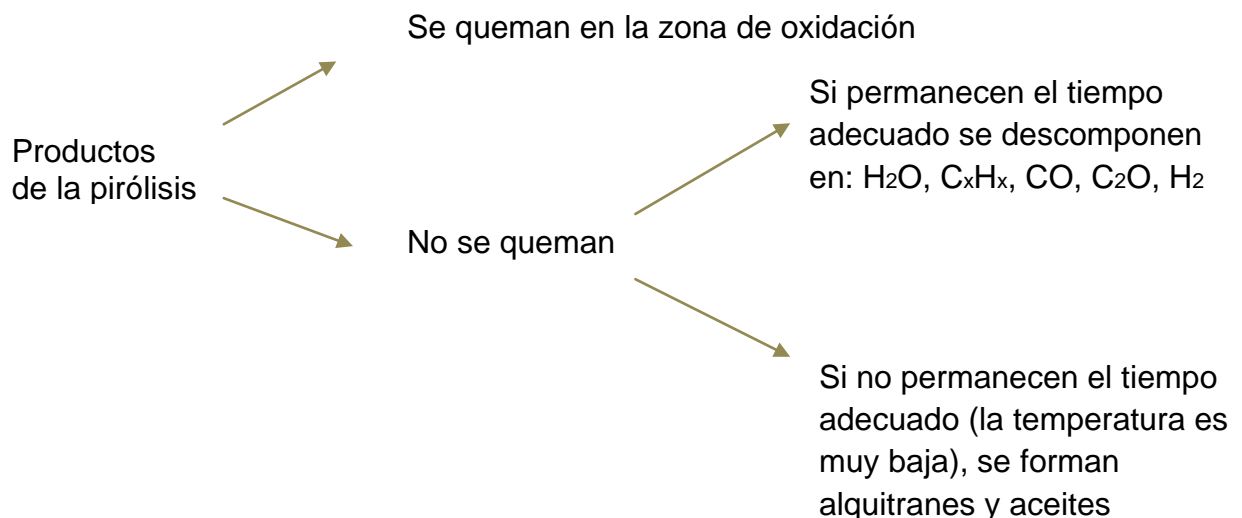 Se queman en la zona de oxidación
Productos
de la pirólisis
No se queman
Si permanecen el tiempo
adecuado se descomponen
en: H2O, CxHx, CO, C2O, H2
Si no permanecen el tiempo
adecuado (la temperatura es
muy baja), se forman
alquitranes y aceites